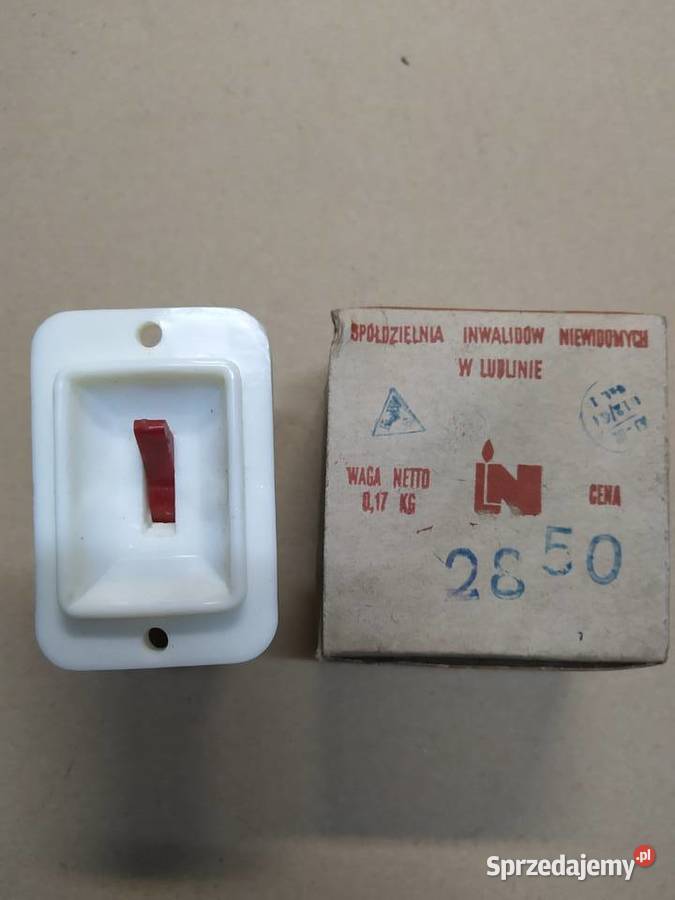 SPÓŁDZIELNIA INWALIDÓW NIEWIDOMYCH
W LUBLINIE
WAGA NETTO
0,17 KG
IN
CENA
28 50
Sprzedajemy.pl